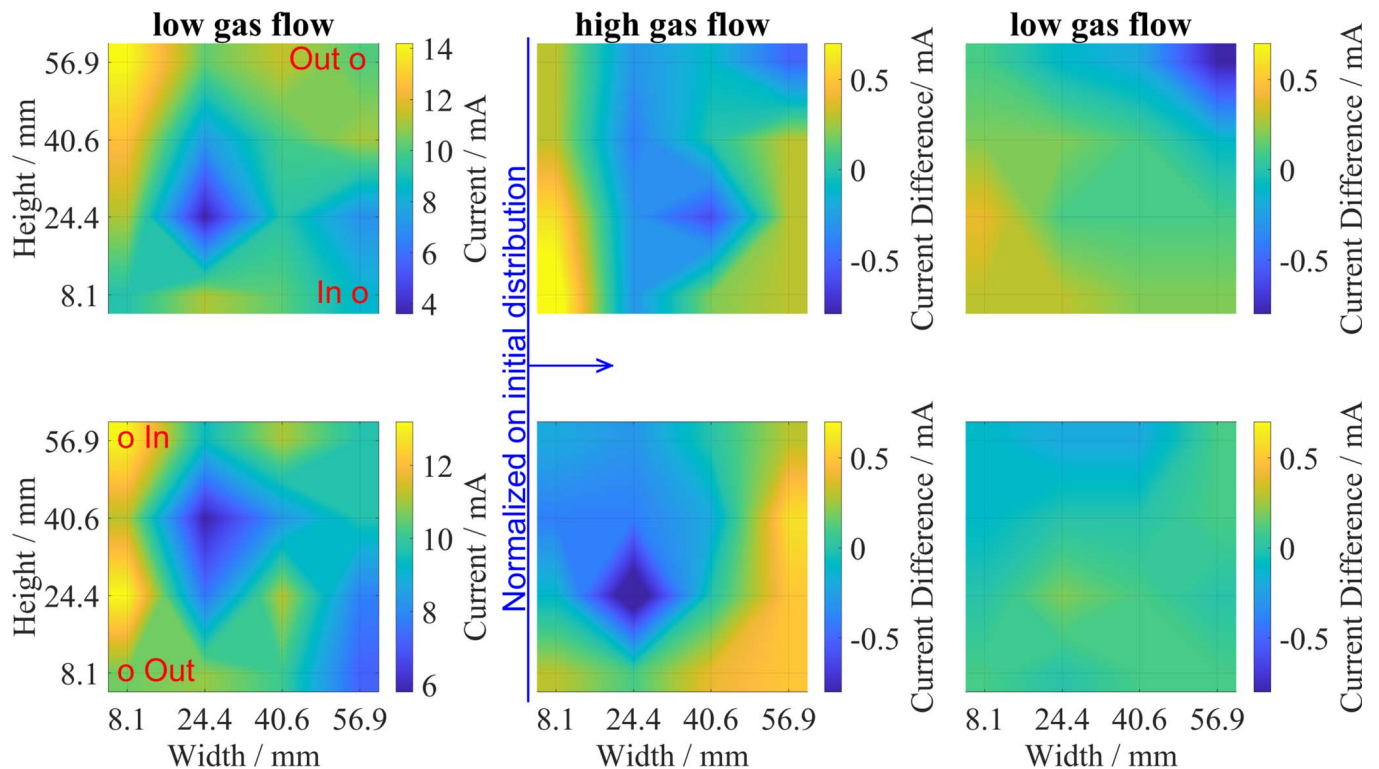 low gas flow
high gas flow
low gas flow
56.9
40.6
24.4
8.1
Height / mm
Out o
In o
14
12
10
8
6
4
Current / mA
Normalized on initial distribution
0.5
0
-0.5
Current Difference/ mA
0.5
0
-0.5
Current Difference / mA
56.9
40.6
24.4
8.1
Height / mm
o In
o Out
8.1 24.4 40.6 56.9
Width / mm
12
10
8
6
Current / mA
8.1 24.4 40.6 56.9
Width / mm
0.5
0
-0.5
Current Difference / mA
8.1 24.4 40.6 56.9
Width / mm
0.5
0
-0.5
Current Difference / mA